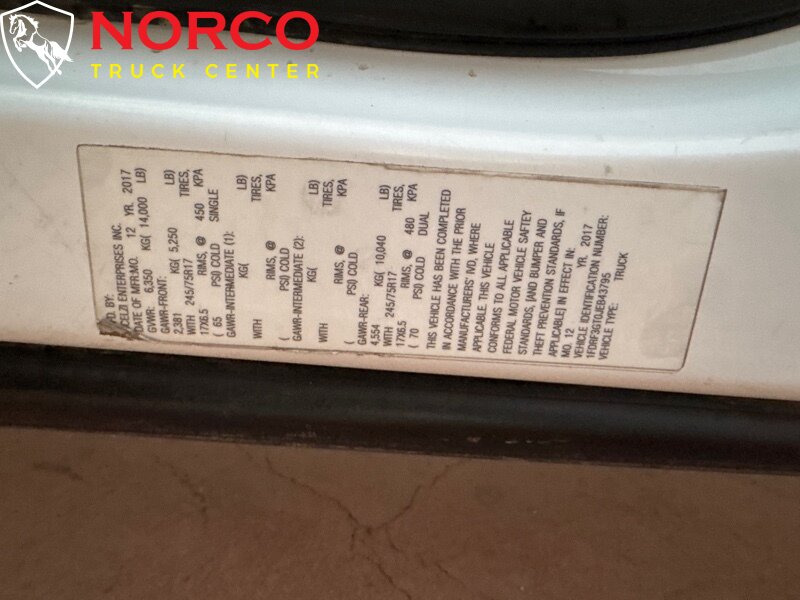 NORCO
TRUCK CENTER
VD. BY:
CELJ ENTERPRISES INC.
DATE OF MFR:MO. 12 YR. 2017
GVWR: 6,350 KG( 14,000 LB)
GAWR-FRONT:
2,381 KG( 5,250 LB)
WITH 245/75R17 TIRES,
17X6.5 RIMS, @ 450 KPA
( 65 PSI) COLD SINGLE
GAWR-INTERMEDIATE (1):
KG( LB)
WITH TIRES,
RIMS, @ KPA
( PSI) COLD
GAWR-INTERMEDIATE (2):
KG( LB)
WITH TIRES,
RIMS, @ KPA
( PSI) COLD
GAWR-REAR:
4,554 KG( 10,040 LB)
WITH 245/75R17 TIRES,
17X6.5 RIMS, @ 480 KPA
( 70 PSI) COLD DUAL
THIS VEHICLE HAS BEEN COMPLETED
IN ACCORDANCE WITH THE PRIOR
MANUFACTURERS' IVD, WHERE
APPLICABLE THIS VEHICLE
CONFORMS TO ALL APPLICABLE
FEDERAL MOTOR VEHICLE SAFTEY
STANDARDS, [AND BUMPER AND
THEFT PREVENTION STANDARDS, IF
APPLICABLE] IN EFFECT IN:
MO. 12 YR. 2017
VEHICLE IDENTIFICATION NUMBER:
1FDRF3GT0JEB43795
VEHICLE TYPE: TRUCK